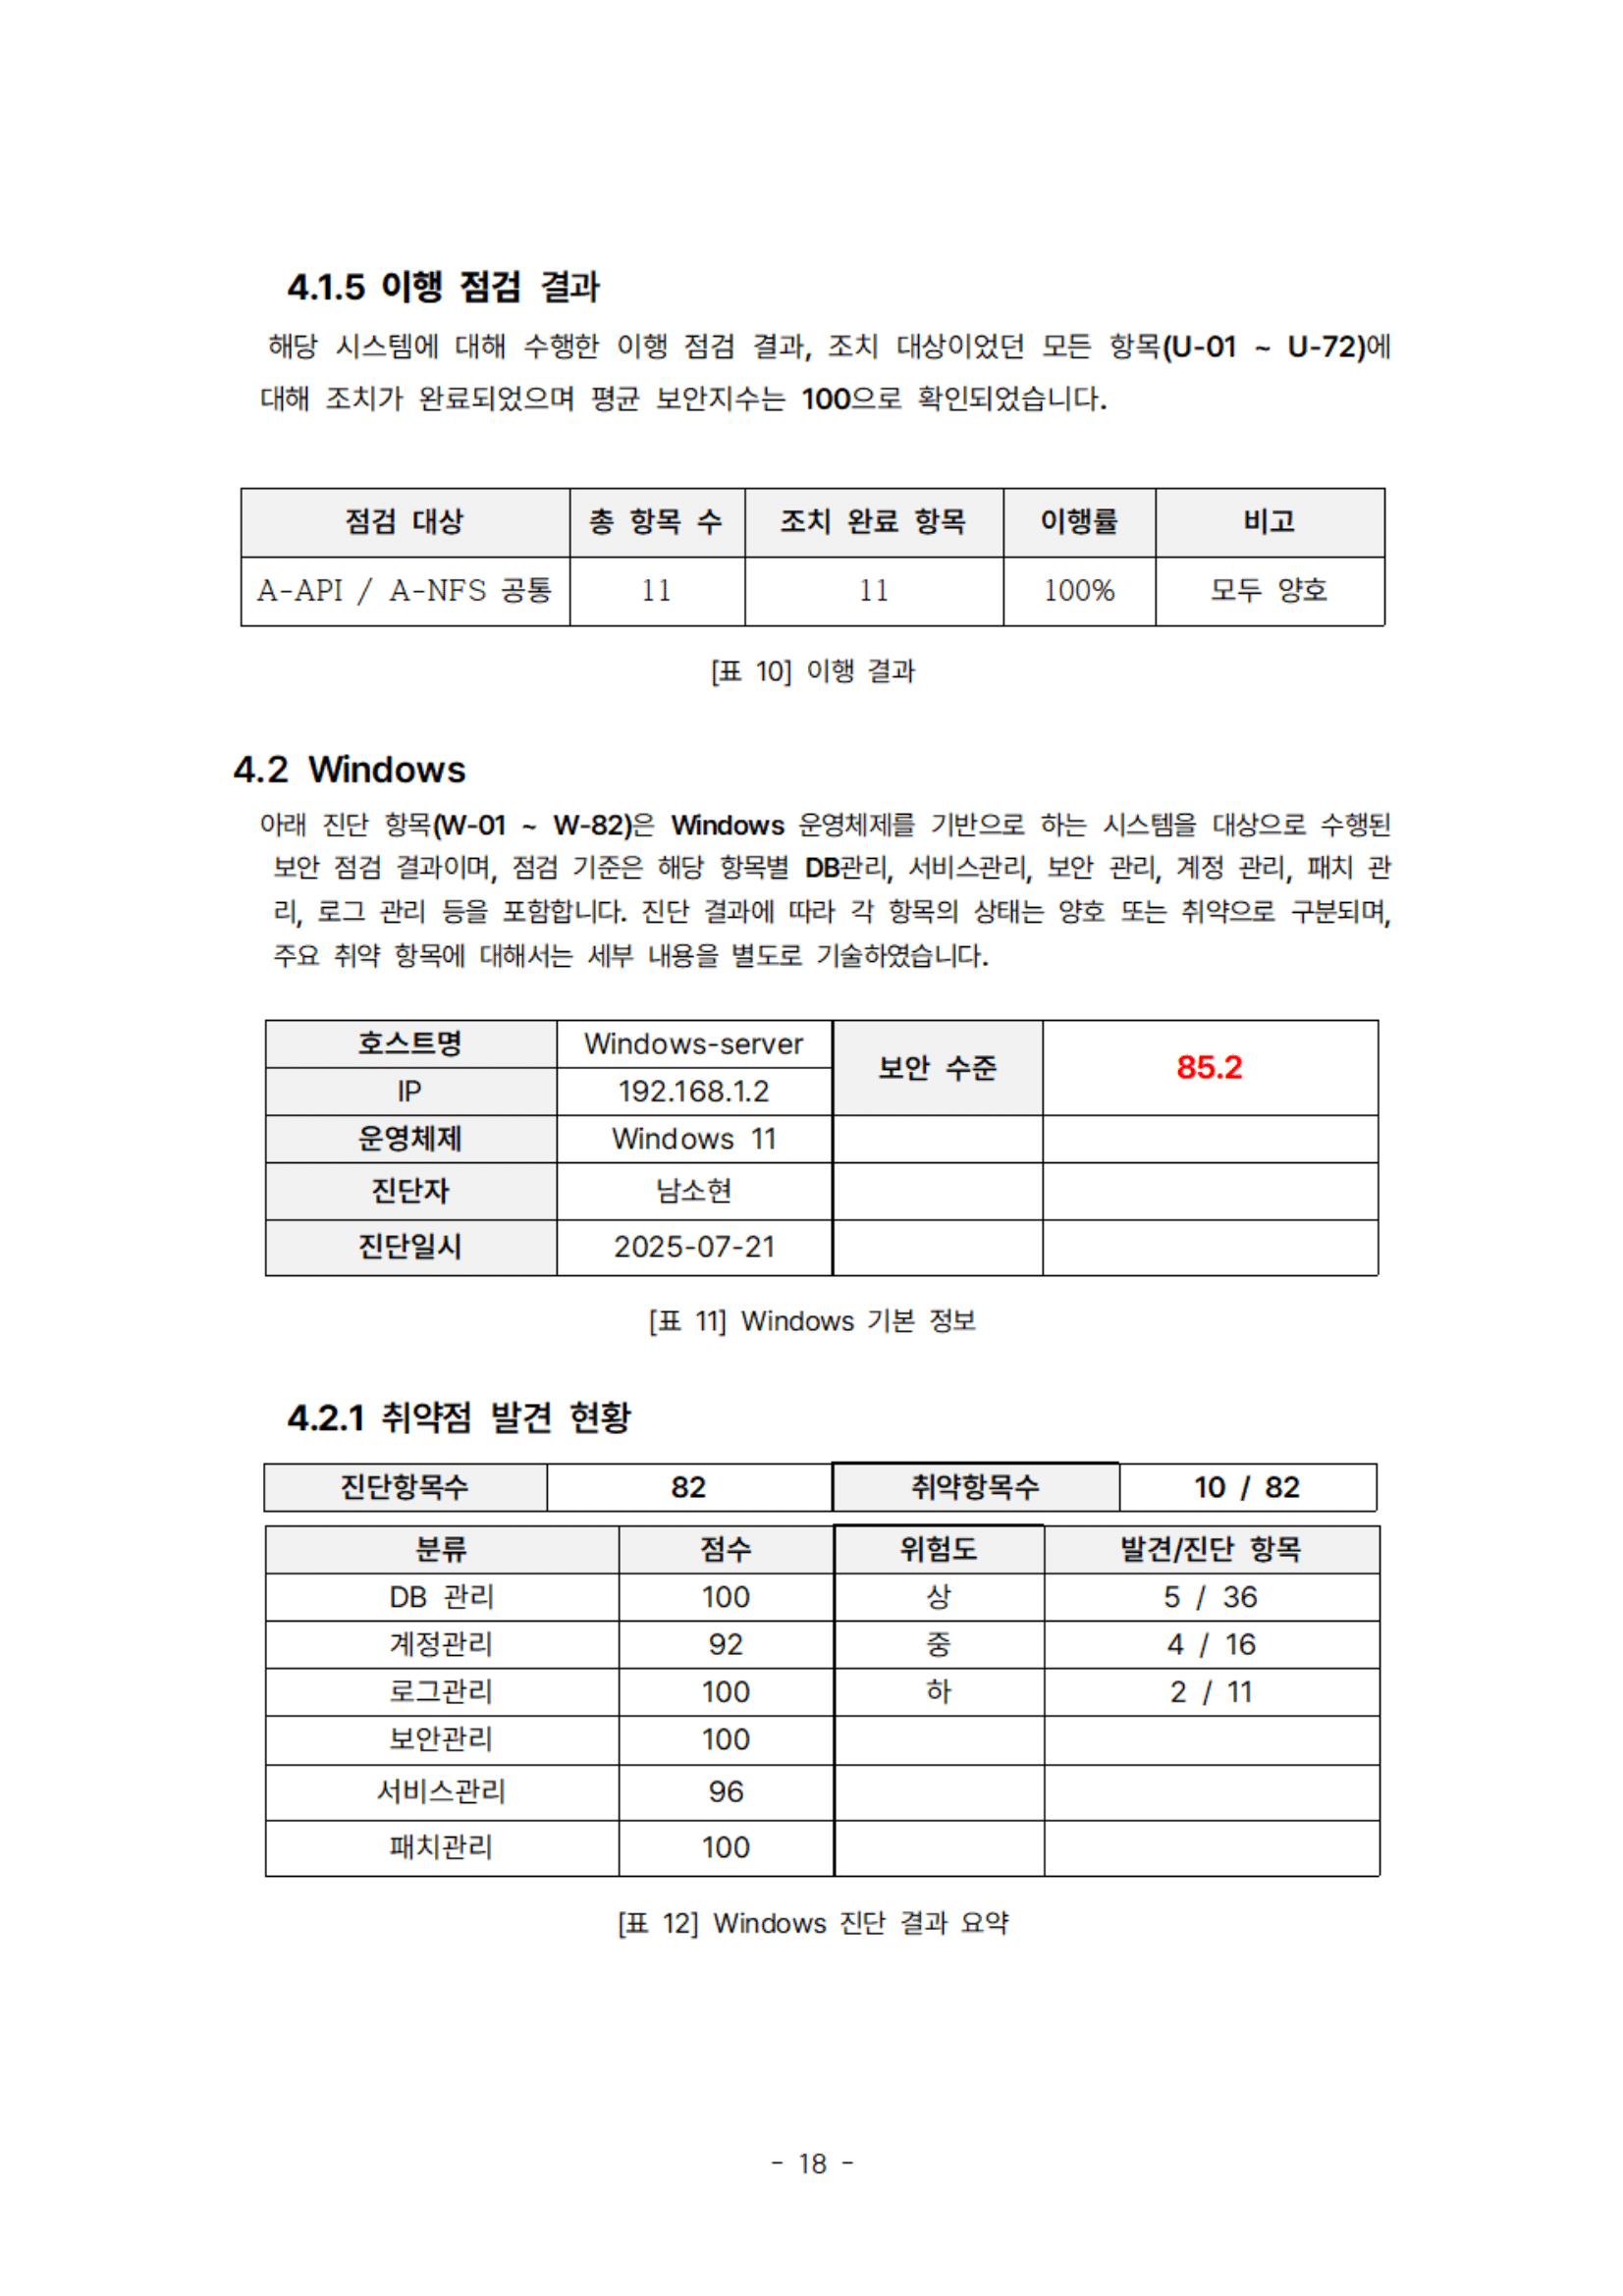 4.1.5 이행 점검 결과
해당 시스템에 대해 수행한 이행 점검 결과, 조치 대상이었던 모든 항목(U-01 ~ U-72)에
대해 조치가 완료되었으며 평균 보안지수는 100으로 확인되었습니다.
점검 대상 총 항목 수 조치 완료 항목 이행률 비고
A-API / A-NFS 공통 11 11 100% 모두 양호
[표 10] 이행 결과
4.2 Windows
아래 진단 항목(W-01 ~ W-82)은 Windows 운영체제를 기반으로 하는 시스템을 대상으로 수행된
보안 점검 결과이며, 점검 기준은 해당 항목별 DB관리, 서비스관리, 보안 관리, 계정 관리, 패치 관
리, 로그 관리 등을 포함합니다. 진단 결과에 따라 각 항목의 상태는 양호 또는 취약으로 구분되며,
주요 취약 항목에 대해서는 세부 내용을 별도로 기술하였습니다.
호스트명 Windows-server 보안 수준 85.2
IP 192.168.1.2
운영체제 Windows 11
진단자 남소현
진단일시 2025-07-21
[표 11] Windows 기본 정보
4.2.1 취약점 발견 현황
진단항목수 82 취약항목수 10 / 82
분류 점수 위험도 발견/진단 항목
DB 관리 100 상 5 / 36
계정관리 92 중 4 / 16
로그관리 100 하 2 / 11
보안관리 100
서비스관리 96
패치관리 100
[표 12] Windows 진단 결과 요약
- 18 -